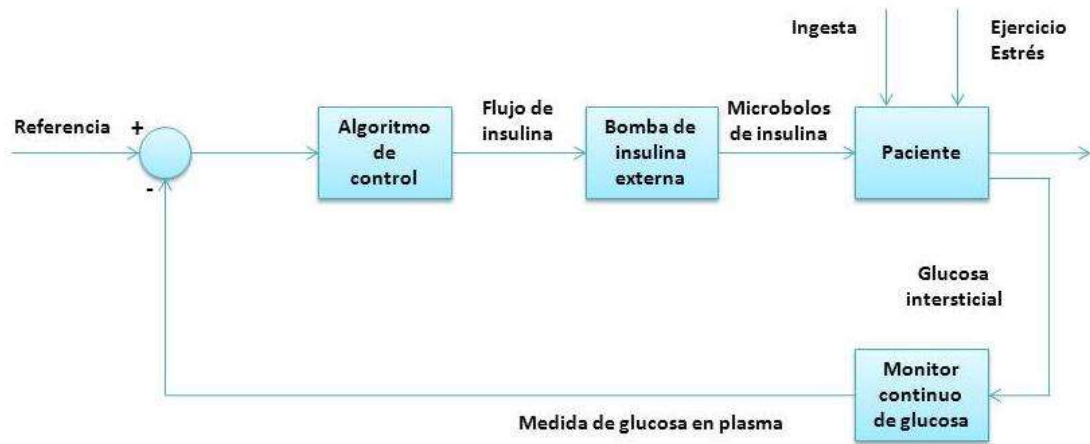 Ingesta
Ejercicio
Estrés
Referencia
+
-
Algoritmo
de
control
Flujo de
insulina
Bomba de
insulina
externa
Microbolos
de insulina
Paciente
Glucosa
intersticial
Monitor
continuo
de glucosa
Medida de glucosa en plasma